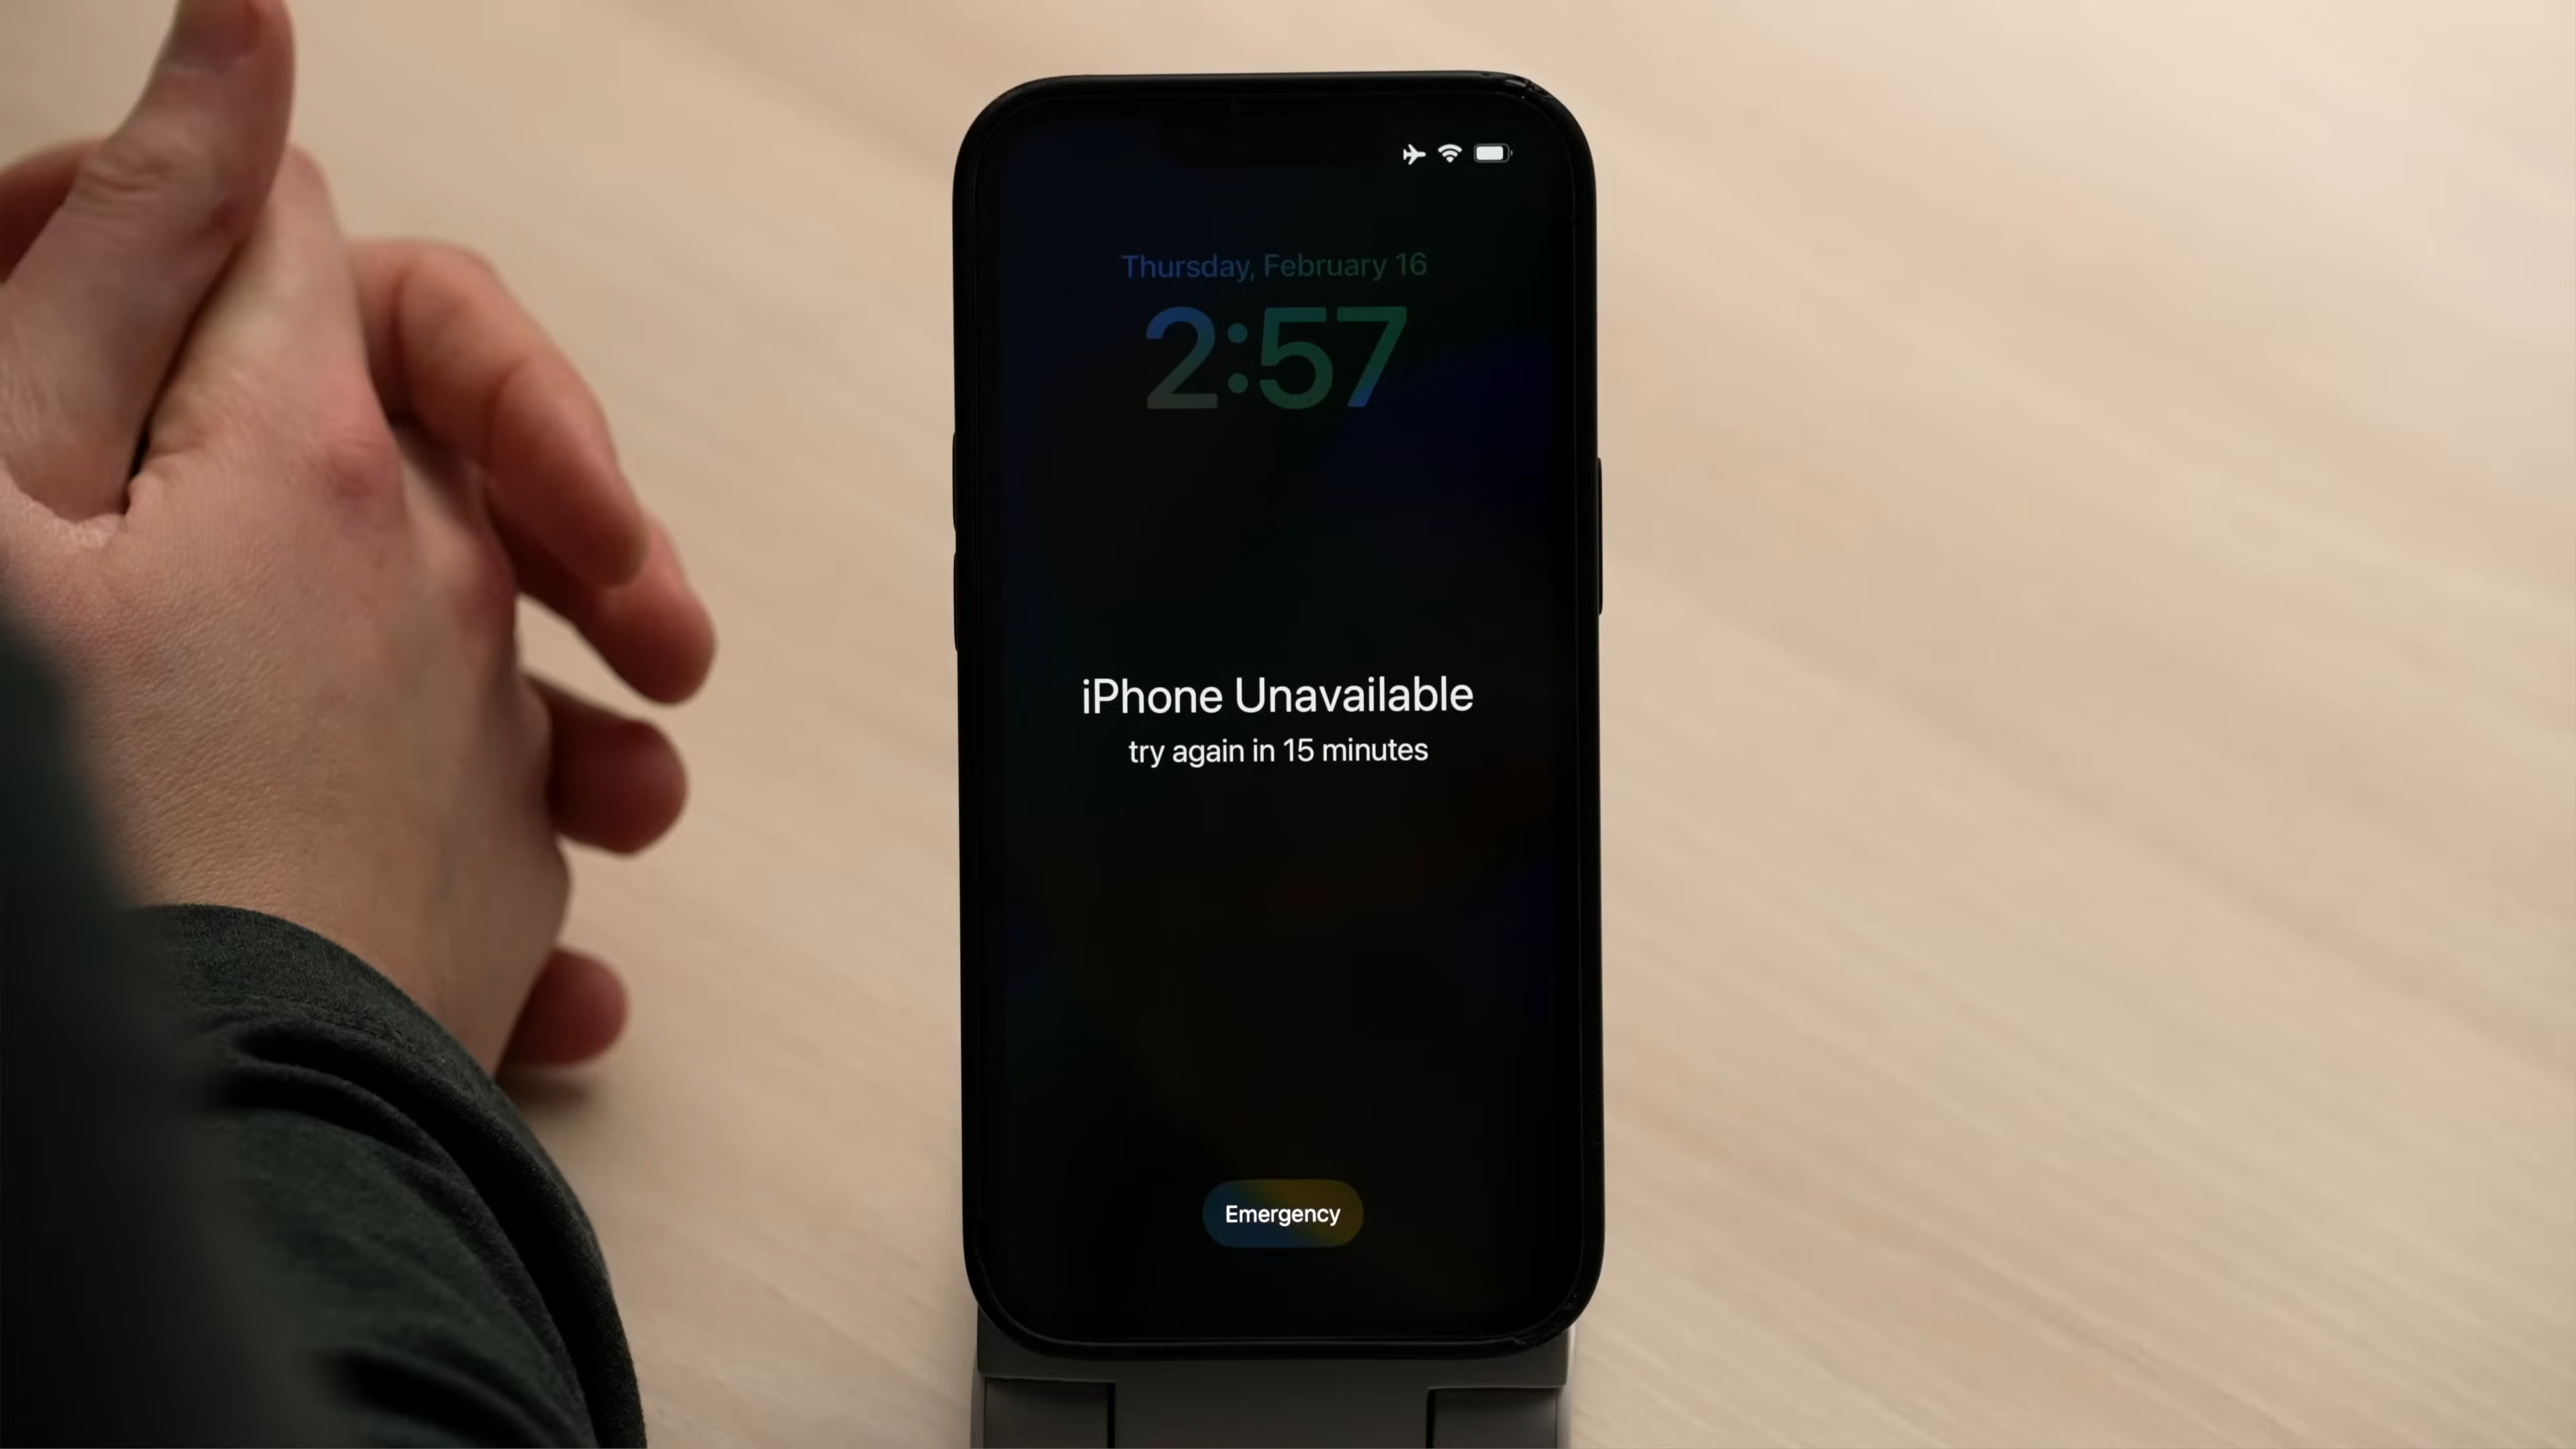 Thursday, February 16
2:57
iPhone Unavailable
try again in 15 minutes
Emergency